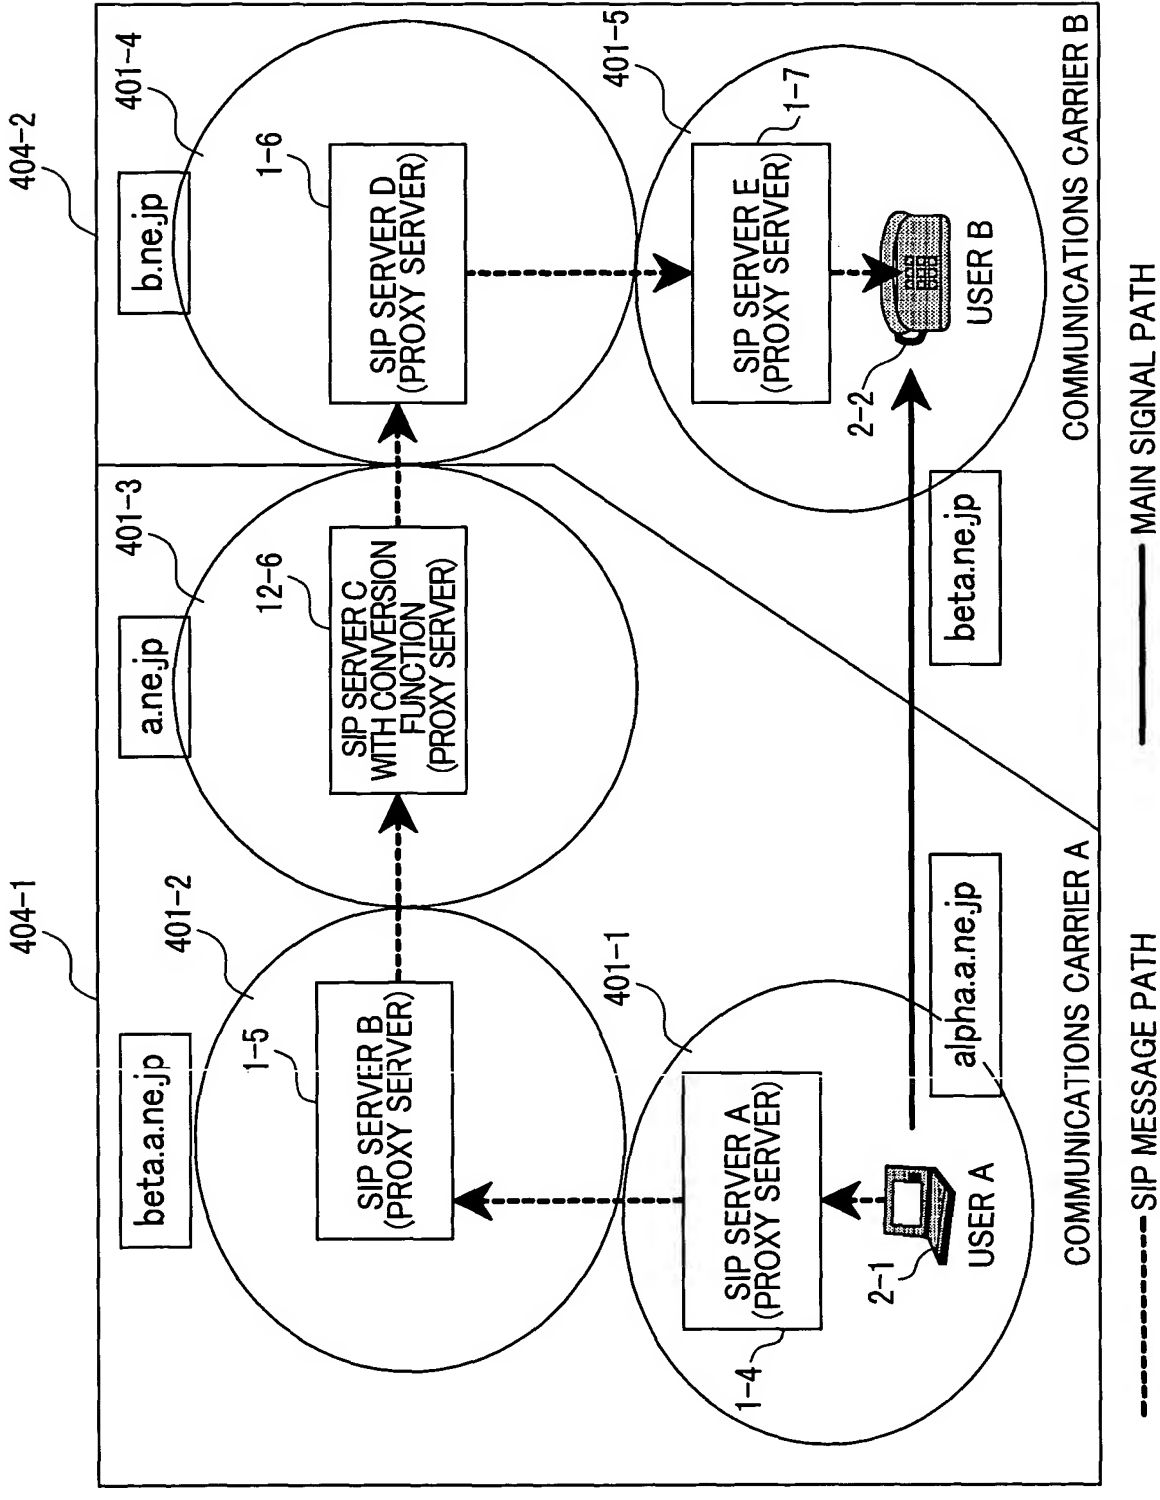 404-1
404-2
beta.a.ne.jp
a.ne.jp
b.ne.jp
401-2
401-3
401-4
1-5
12-6
1-6
SIP SERVER B
(PROXY SERVER)
SIP SERVER C
WITH CONVERSION
FUNCTION
(PROXY SERVER)
SIP SERVER D
(PROXY SERVER)
401-1
401-5
1-4
SIP SERVER A
(PROXY SERVER)
SIP SERVER E
(PROXY SERVER)
1-7
2-1
USER A
2-2
USER B
alpha.a.ne.jp
beta.ne.jp
COMMUNICATIONS CARRIER A
COMMUNICATIONS CARRIER B
SIP MESSAGE PATH
MAIN SIGNAL PATH